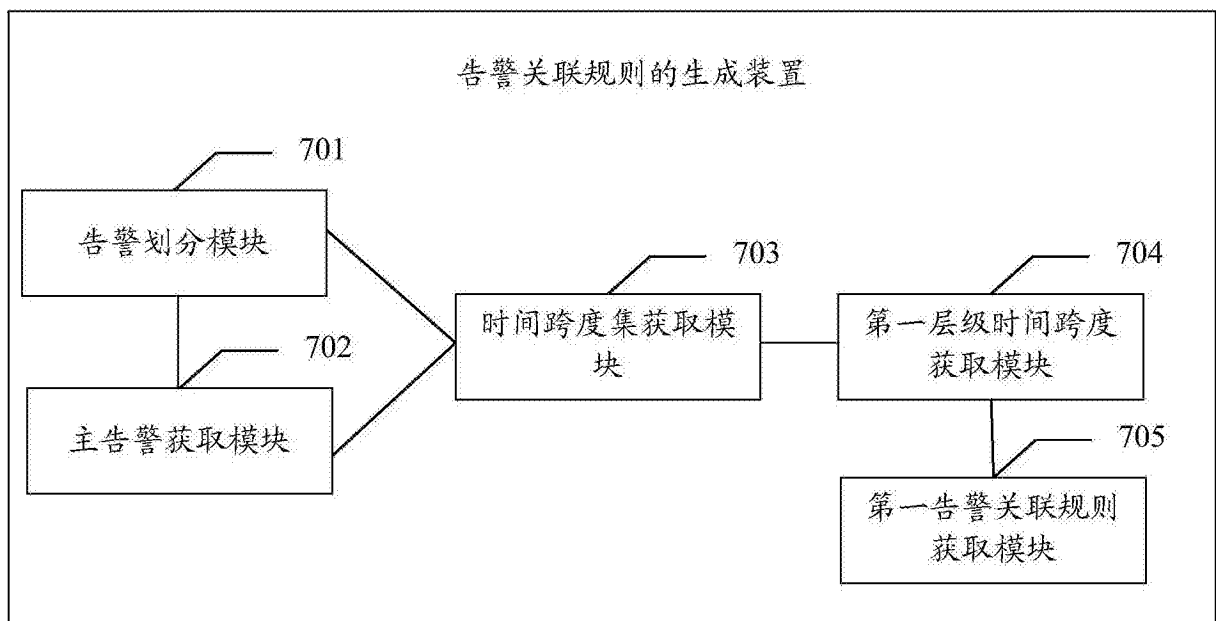 告警关联规则的生成装置
701
告警划分模块
702
主告警获取模块
703
时间跨度集获取模
块
704
第一层级时间跨度
获取模块
705
第一告警关联规则
获取模块